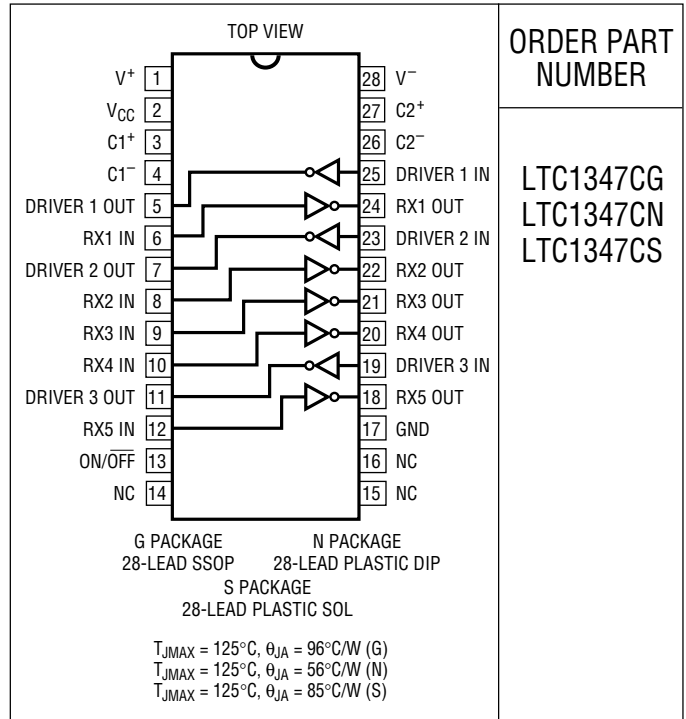 TOP VIEW
ORDER PART
NUMBER
V+ 1
28 V−
VCC 2
27 C2+
C1+ 3
26 C2−
C1− 4
25 DRIVER 1 IN
DRIVER 1 OUT 5
24 RX1 OUT
RX1 IN 6
23 DRIVER 2 IN
DRIVER 2 OUT 7
22 RX2 OUT
RX2 IN 8
21 RX3 OUT
RX3 IN 9
20 RX4 OUT
RX4 IN 10
19 DRIVER 3 IN
DRIVER 3 OUT 11
18 RX5 OUT
RX5 IN 12
17 GND
ON/O̅F̅F̅ 13
16 NC
NC 14
15 NC
G PACKAGE
28-LEAD SSOP
N PACKAGE
28-LEAD PLASTIC DIP
S PACKAGE
28-LEAD PLASTIC SOL
TJMAX = 125°C, θJA = 96°C/W (G)
TJMAX = 125°C, θJA = 56°C/W (N)
TJMAX = 125°C, θJA = 85°C/W (S)
LTC1347CG
LTC1347CN
LTC1347CS